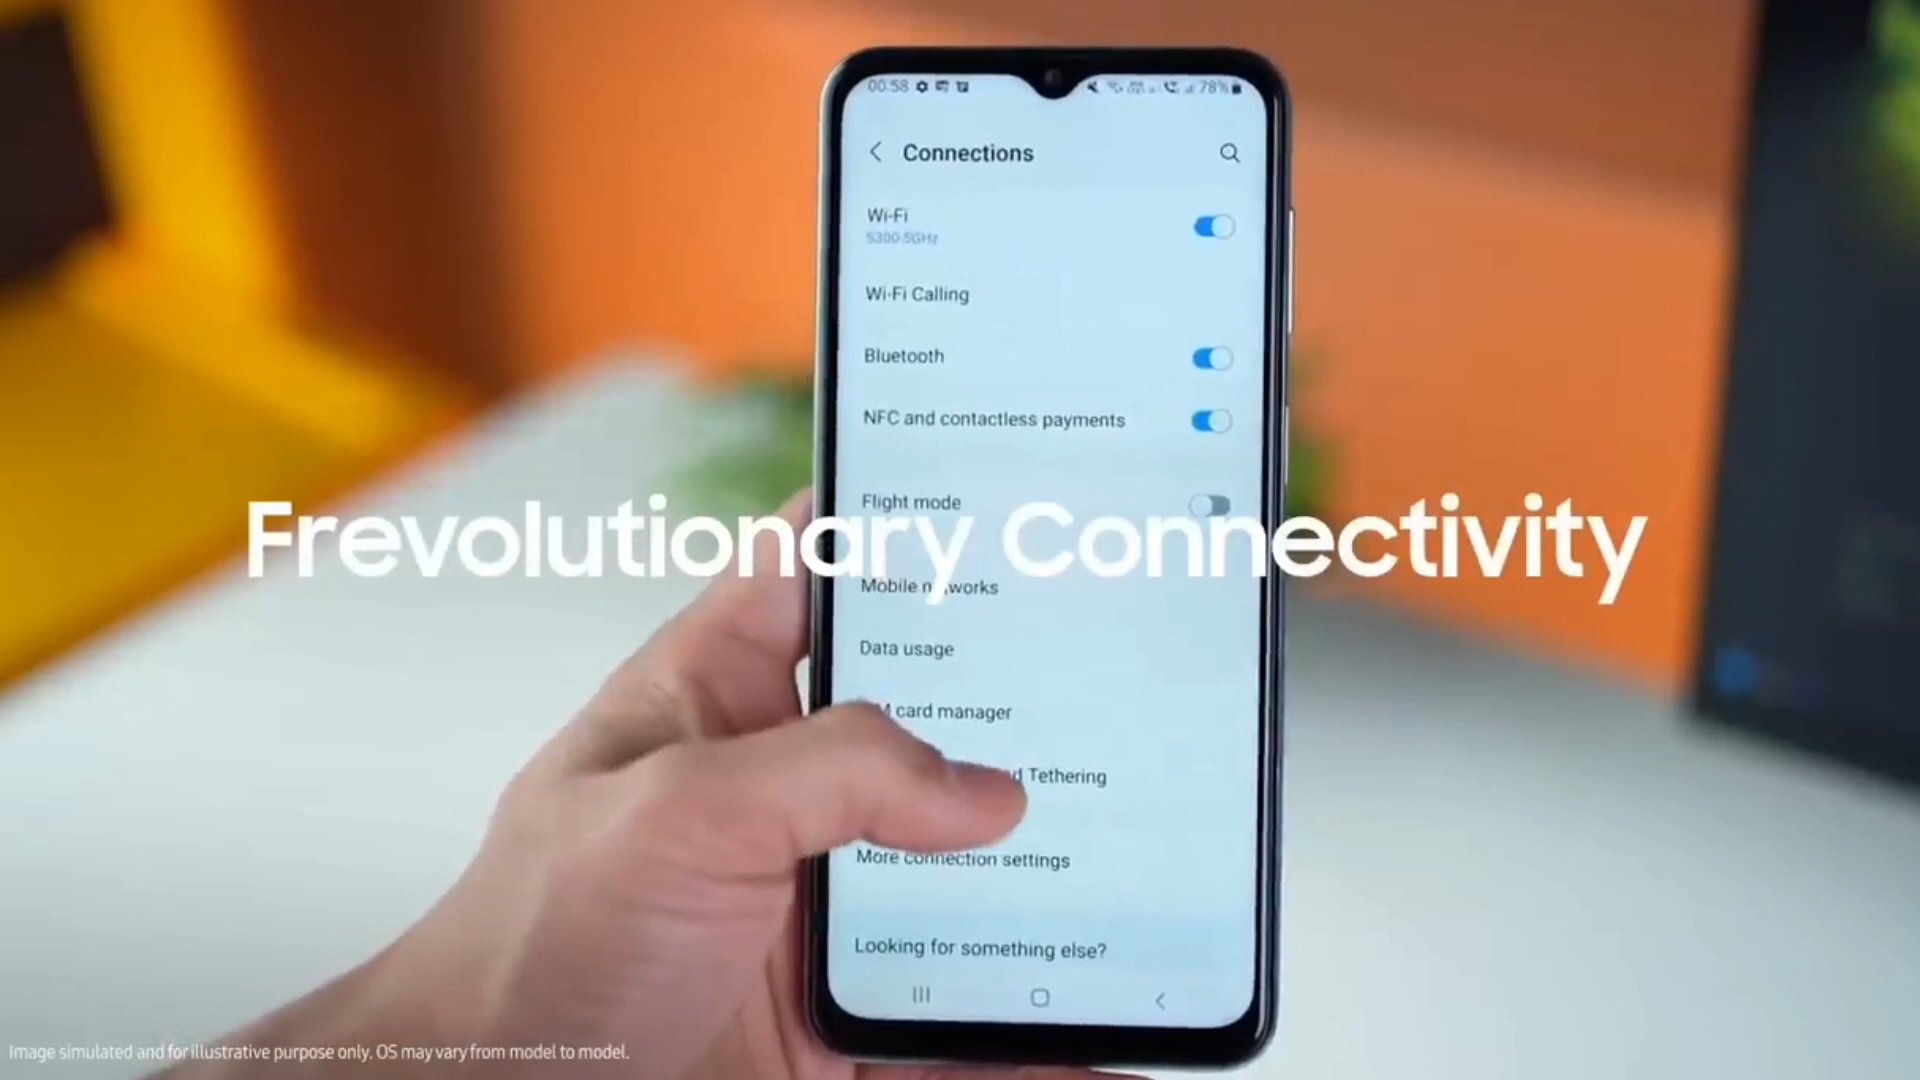 00:58
78%
Connections
Wi-Fi
S300-5GHz
Wi-Fi Calling
Bluetooth
NFC and contactless payments
Flight mode
Frevolutionary Connectivity
Mobile n works
Data usage
M card manager
d Tethering
More connection settings
Looking for something else?
Image simulated and for illustrative purpose only. OS may vary from model to model.